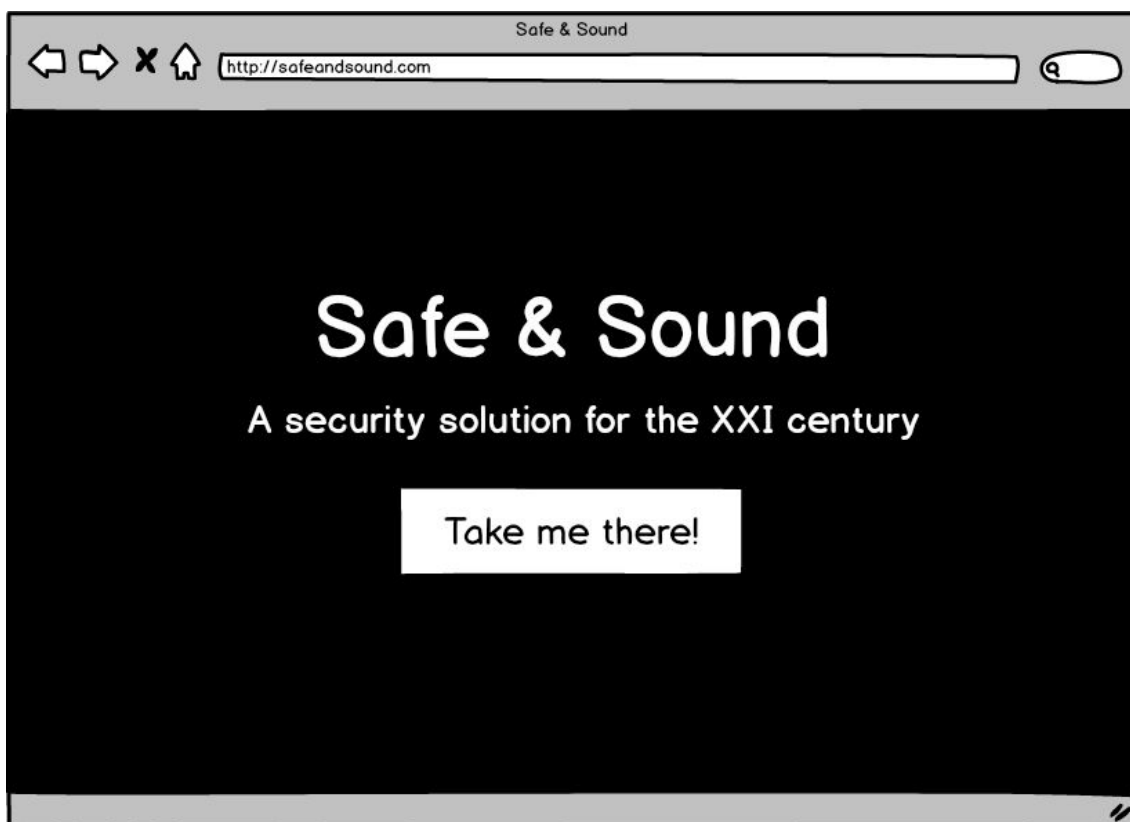 Safe & Sound
http://safeandsound.com
Safe & Sound
A security solution for the XXI century
Take me there!